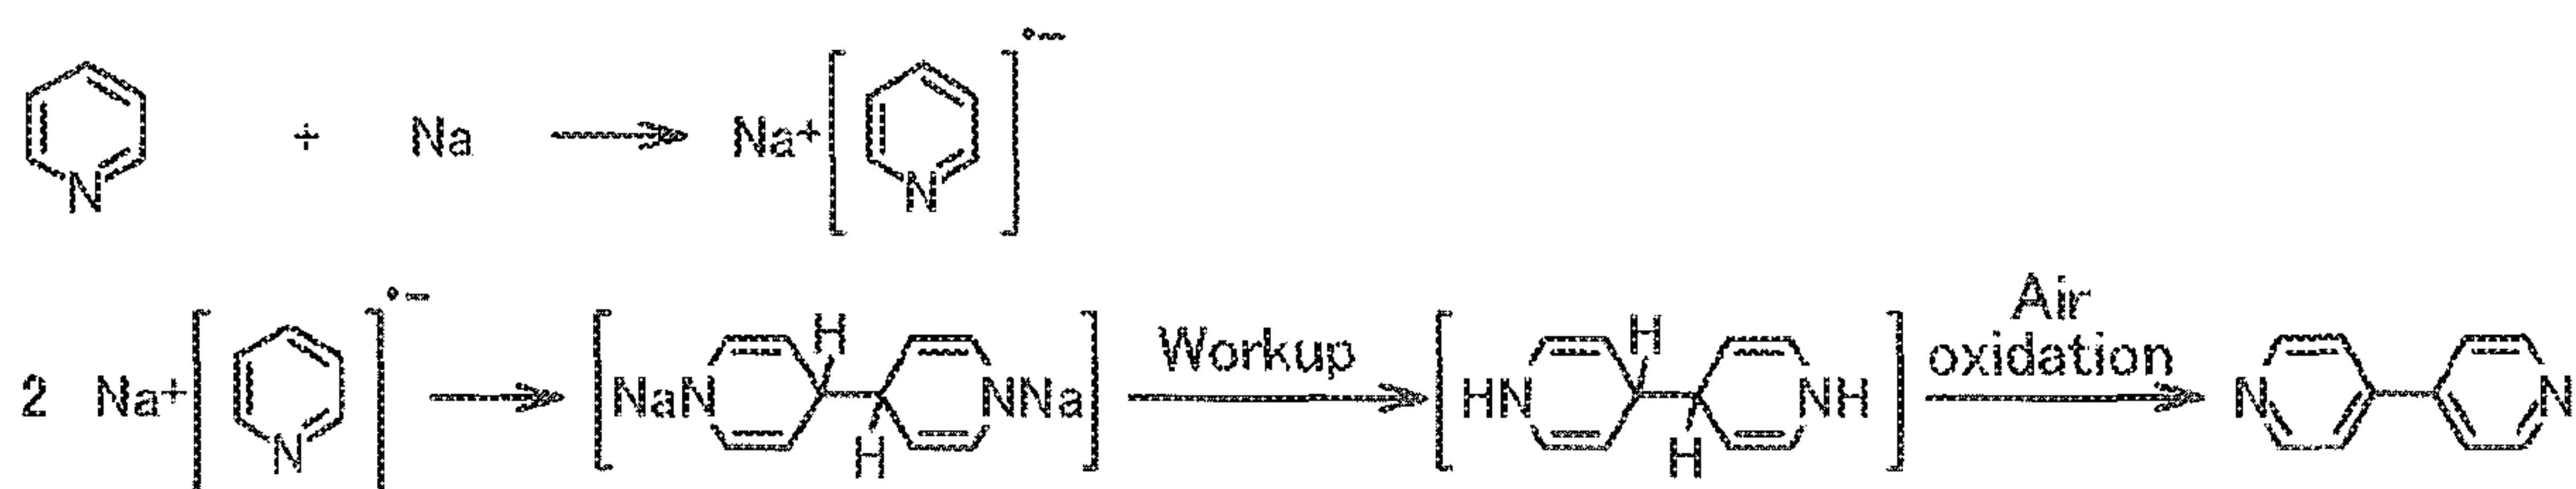 N + Na Na+ [ N ] •−
2 Na+ [ N ] •− [ NaN H H NNa ] Workup [ HN H H NH ] Air oxidation N N